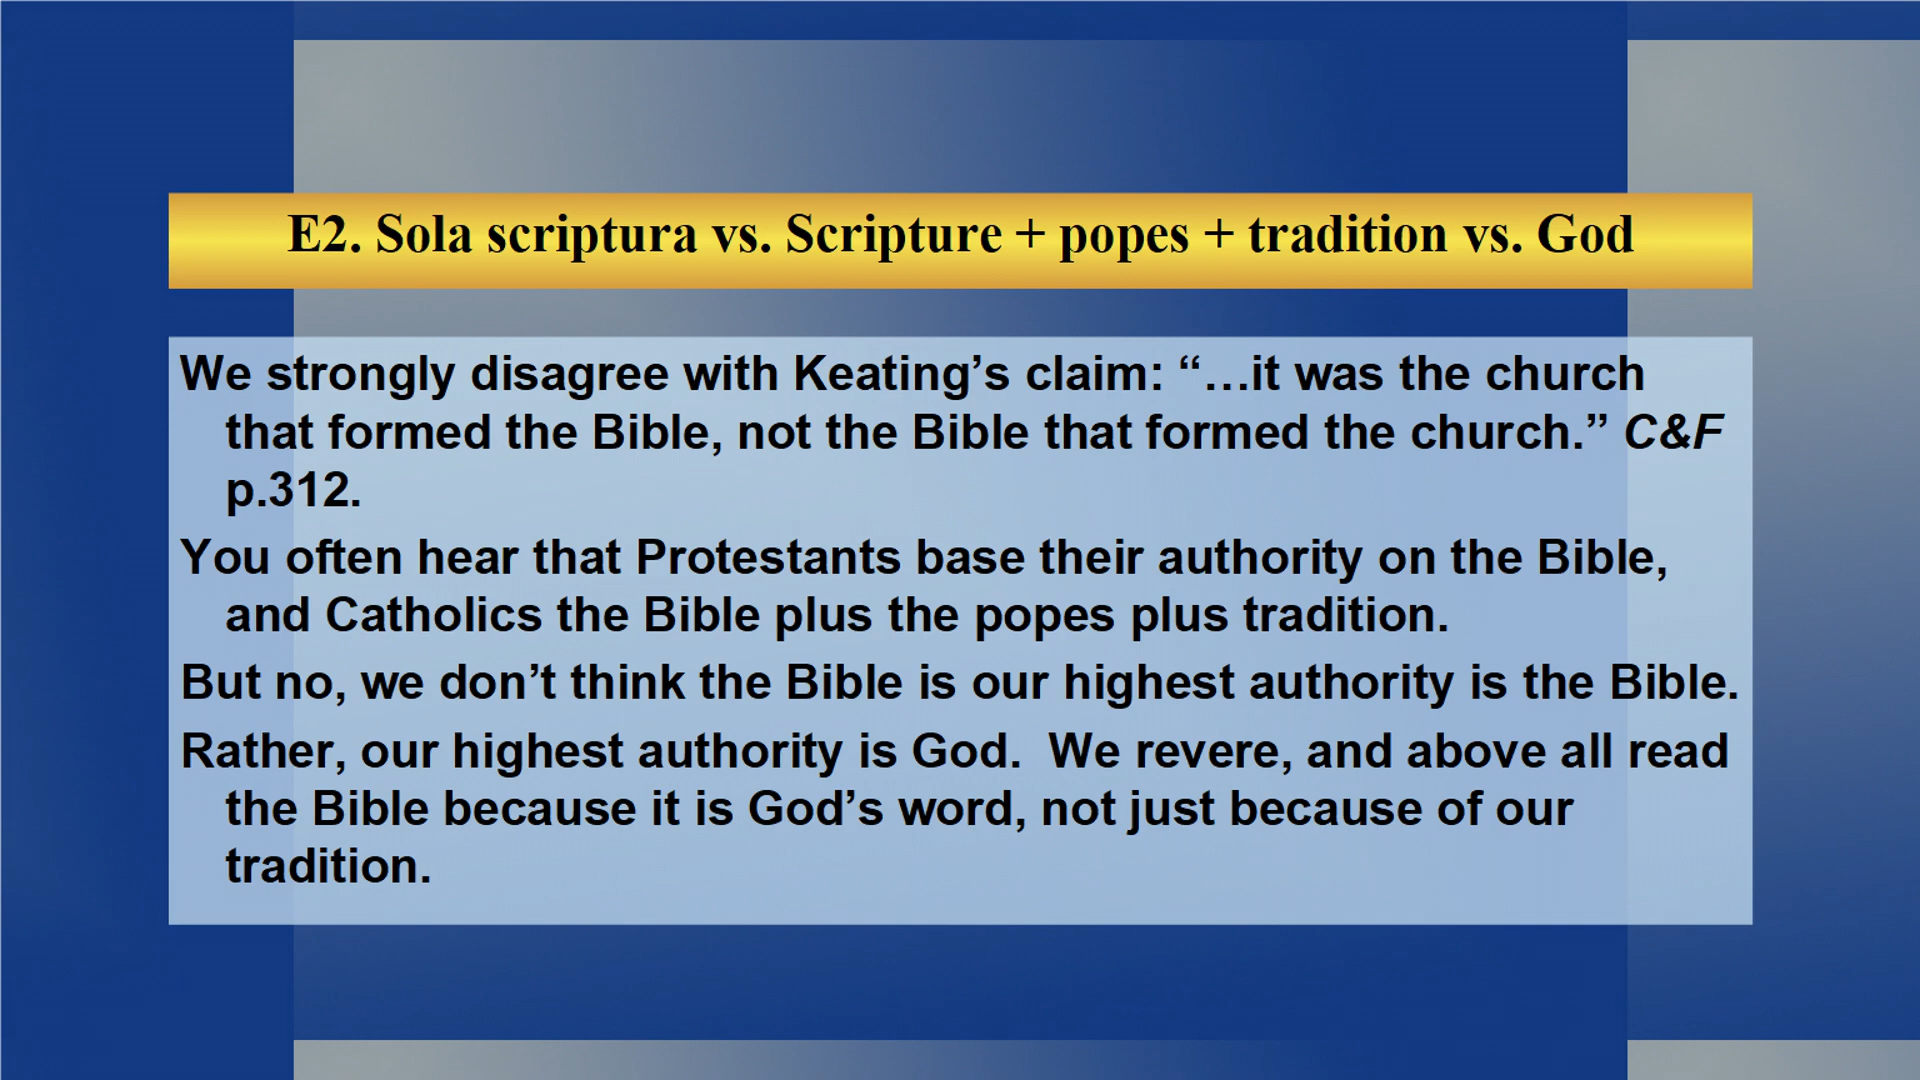 E2. Sola scriptura vs. Scripture + popes + tradition vs. God
We strongly disagree with Keating’s claim: “…it was the church
that formed the Bible, not the Bible that formed the church.” C&F
p.312.
You often hear that Protestants base their authority on the Bible,
and Catholics the Bible plus the popes plus tradition.
But no, we don’t think the Bible is our highest authority is the Bible.
Rather, our highest authority is God.  We revere, and above all read
the Bible because it is God’s word, not just because of our
tradition.